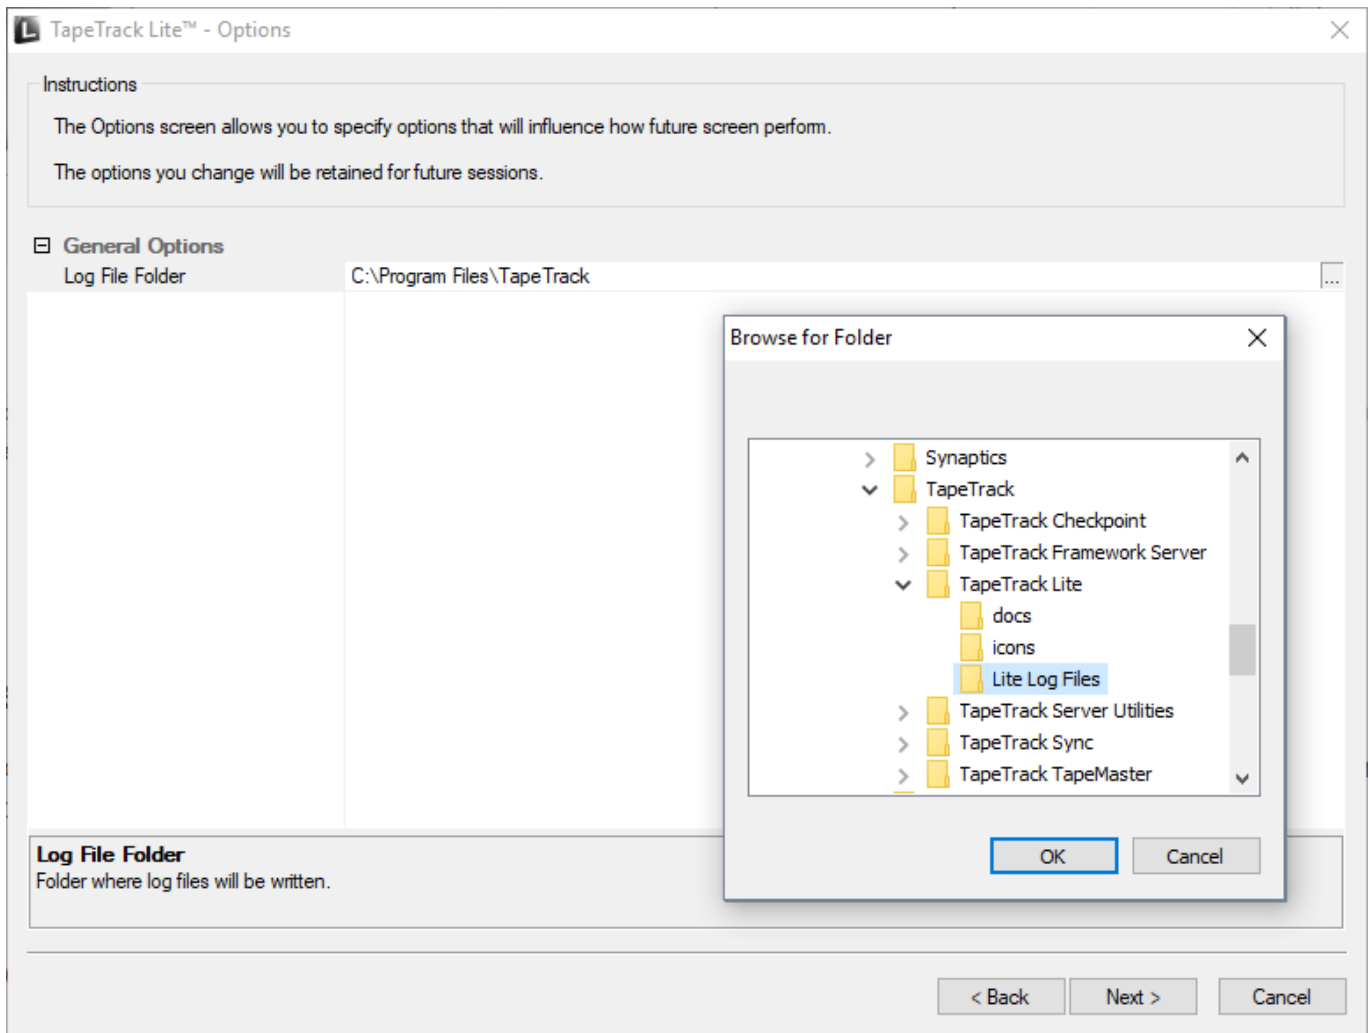 TapeTrack Lite™ - Options
Instructions
The Options screen allows you to specify options that will influence how future screen perform.
The options you change will be retained for future sessions.
General Options
Log File Folder C:\Program Files\TapeTrack ...
Browse for Folder
Synaptics
TapeTrack
TapeTrack Checkpoint
TapeTrack Framework Server
TapeTrack Lite
docs
icons
Lite Log Files
TapeTrack Server Utilities
TapeTrack Sync
TapeTrack TapeMaster
OK Cancel
Log File Folder
Folder where log files will be written.
< Back Next > Cancel